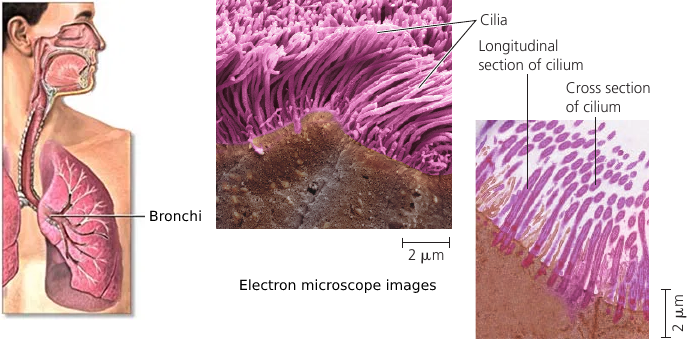 Cilia
Longitudinal
section of cilium
Cross section
of cilium
Bronchi
2 μm
Electron microscope images
2 μm